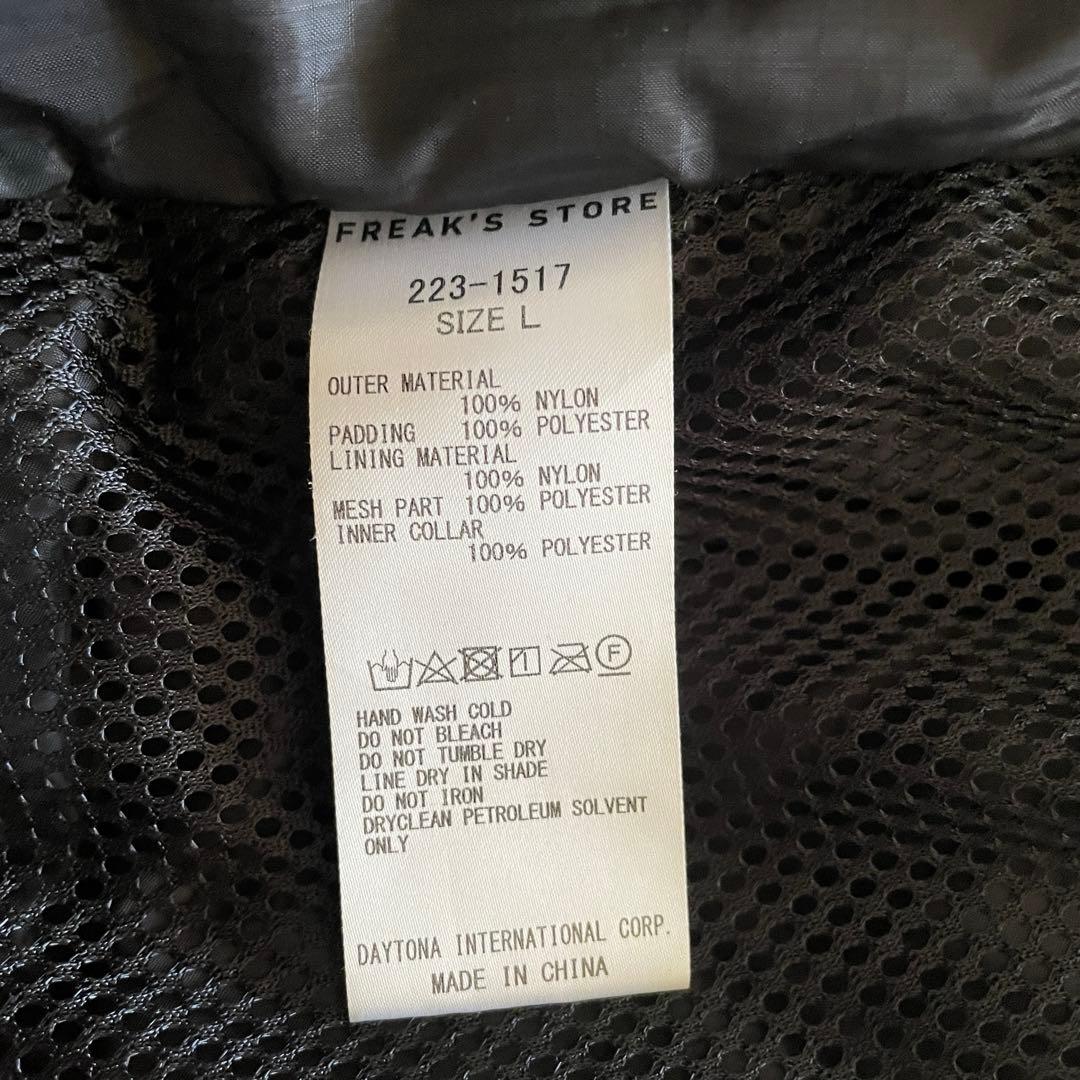 FREAK'S STORE
223-1517
SIZE L
OUTER MATERIAL
100% NYLON
PADDING 100% POLYESTER
LINING MATERIAL
100% NYLON
MESH PART 100% POLYESTER
INNER COLLAR
100% POLYESTER
F
HAND WASH COLD
DO NOT BLEACH
DO NOT TUMBLE DRY
LINE DRY IN SHADE
DO NOT IRON
DRYCLEAN PETROLEUM SOLVENT
ONLY
DAYTONA INTERNATIONAL CORP.
MADE IN CHINA